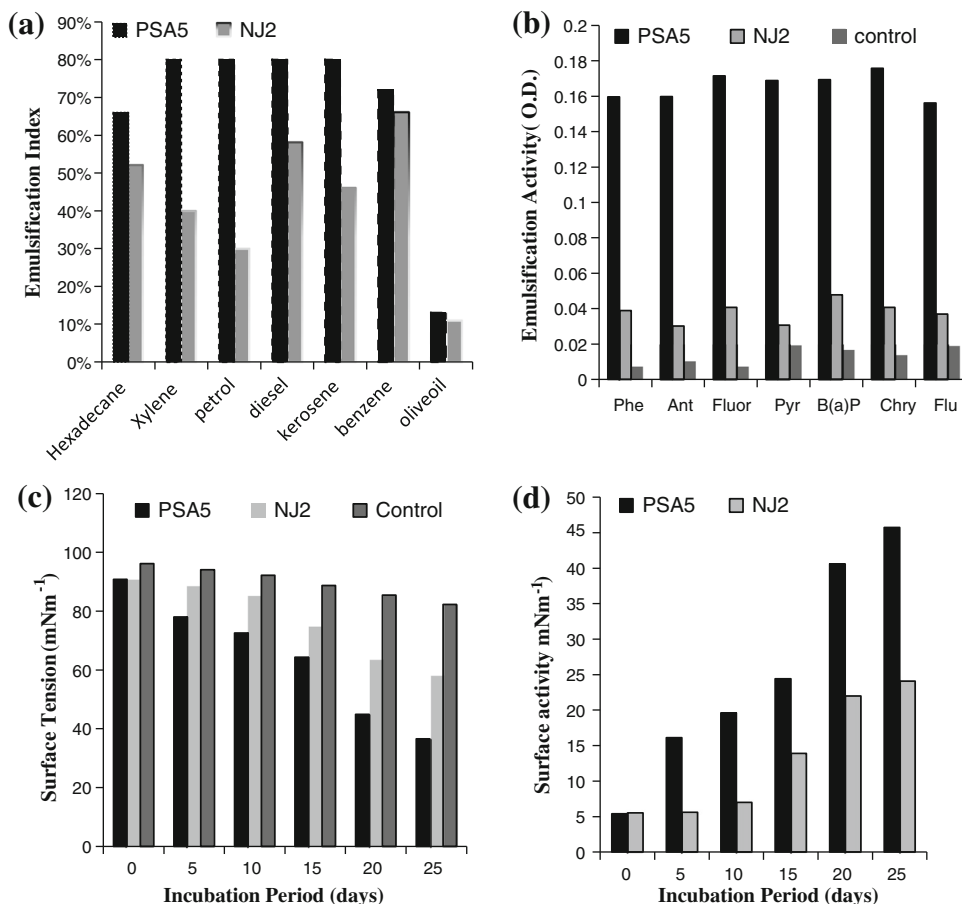 (a)
PSA5 NJ2
90%
80%
70%
60%
50%
40%
30%
20%
10%
0%
Emulsification Index
Hexadecane
Xylene
petrol
diesel
kerosene
benzene
oliveoil
(b)
PSA5 NJ2 control
0.2
0.18
0.16
0.14
0.12
0.1
0.08
0.06
0.04
0.02
0
Emulsification Activity( O.D.)
Phe Ant Fluor Pyr B(a)P Chry Flu
(c)
PSA5 NJ2 Control
120
100
80
60
40
20
0
Surface Tension (mNm-1)
0 5 10 15 20 25
Incubation Period (days)
(d)
PSA5 NJ2
50
45
40
35
30
25
20
15
10
5
0
Surface activity mNm-1
0 5 10 15 20 25
Incubation Period (days)